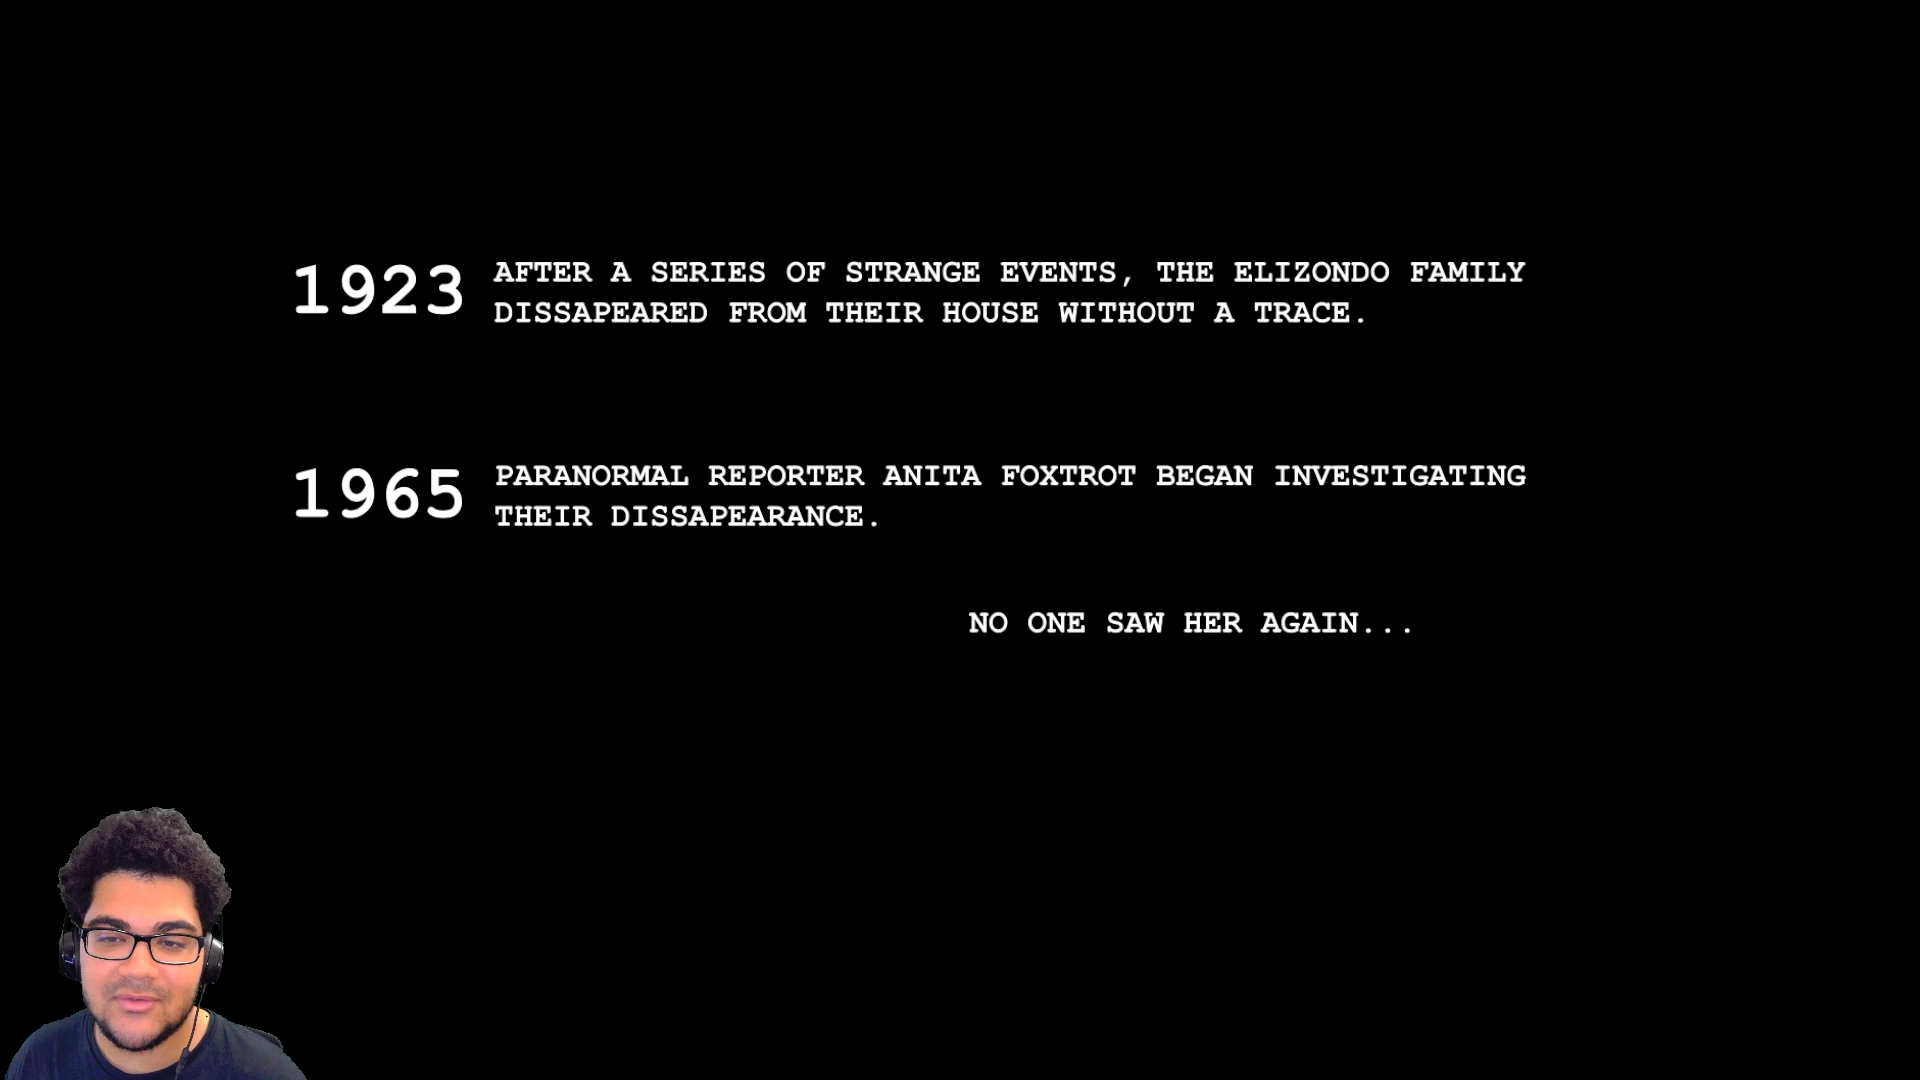 1923
AFTER A SERIES OF STRANGE EVENTS, THE ELIZONDO FAMILY
DISSAPEARED FROM THEIR HOUSE WITHOUT A TRACE.
1965
PARANORMAL REPORTER ANITA FOXTROT BEGAN INVESTIGATING
THEIR DISSAPEARANCE.
NO ONE SAW HER AGAIN...